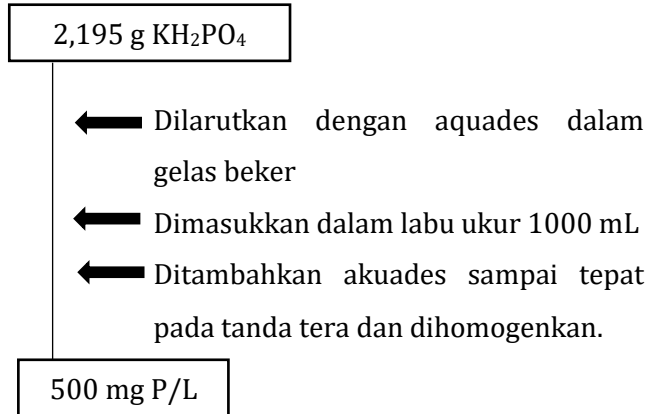 2,195 g KH₂PO₄
Dilarutkan dengan aquades dalam
gelas beker
Dimasukkan dalam labu ukur 1000 mL
Ditambahkan akuades sampai tepat
pada tanda tera dan dihomogenkan.
500 mg P/L